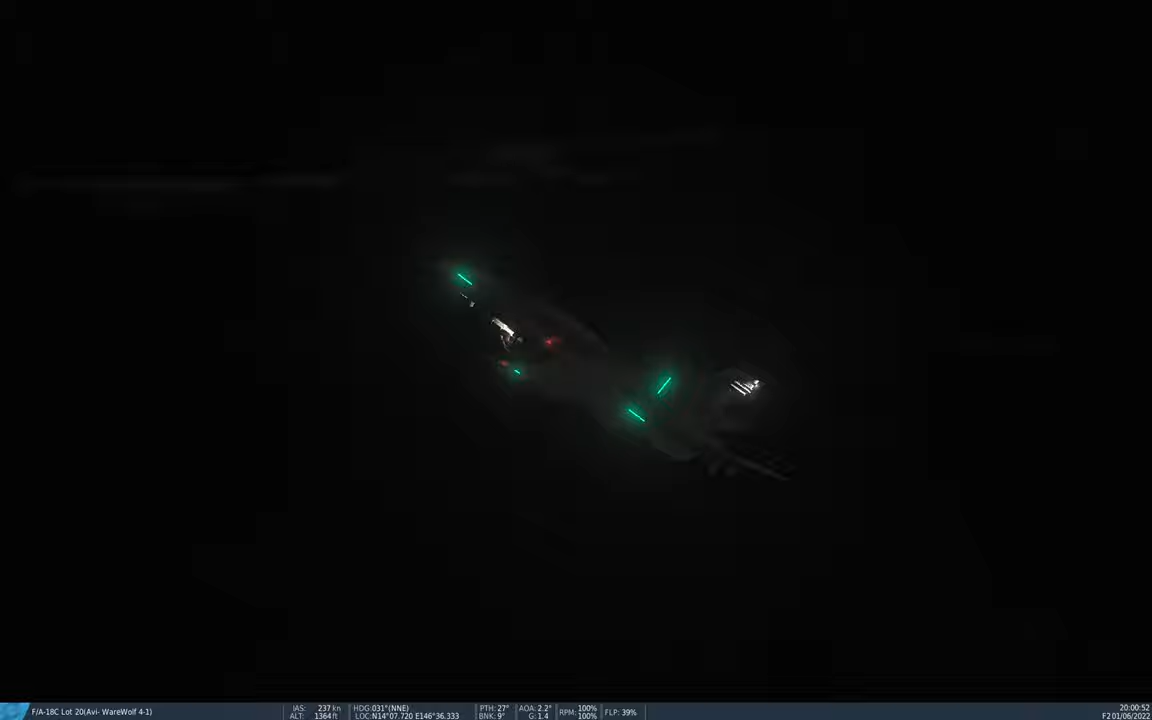 F/A-18C Lot 20(Avi- WareWolf 4-1)
IAS: 237 kn
ALT: 1364 ft
HDG:031°(NNE)
LOC:N14°07.720 E146°36.333
PTH: 27°
BNK: 9°
AOA: 2.2°
G: 1.4
RPM: 100%
100%
FLP: 39%
20:00:52
F2 01/06/2022